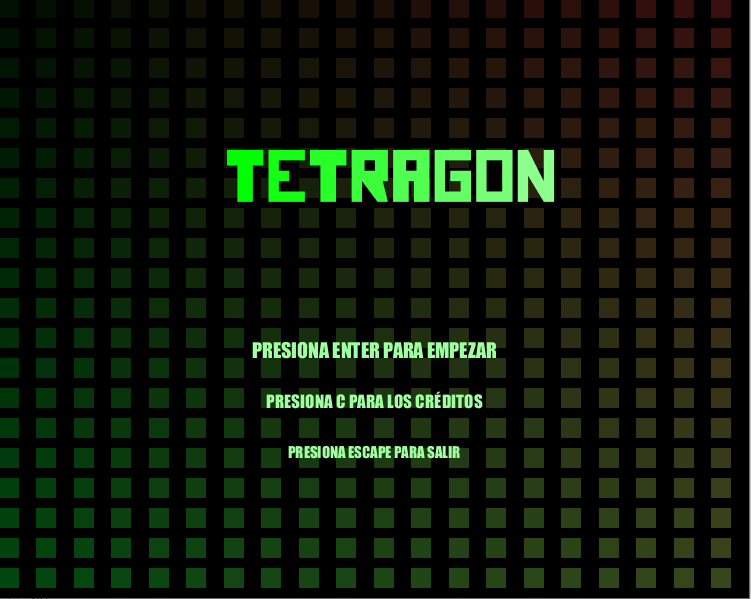 TETRAGON
PRESIONA ENTER PARA EMPEZAR
PRESIONA C PARA LOS CRÉDITOS
PRESIONA ESCAPE PARA SALIR